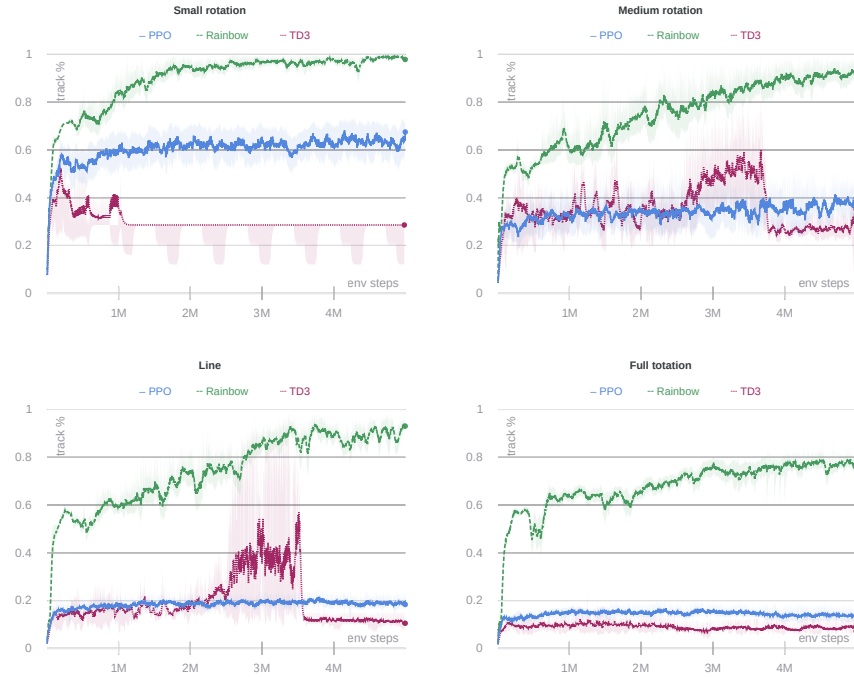 Small rotation
PPO Rainbow TD3
1
0.8
0.6
0.4
0.2
0
track %
env steps
1M 2M 3M 4M
Medium rotation
PPO Rainbow TD3
1
0.8
0.6
0.4
0.2
0
track %
env steps
1M 2M 3M 4M
Line
PPO Rainbow TD3
1
0.8
0.6
0.4
0.2
0
track %
env steps
1M 2M 3M 4M
Full totation
PPO Rainbow TD3
1
0.8
0.6
0.4
0.2
0
track %
env steps
1M 2M 3M 4M